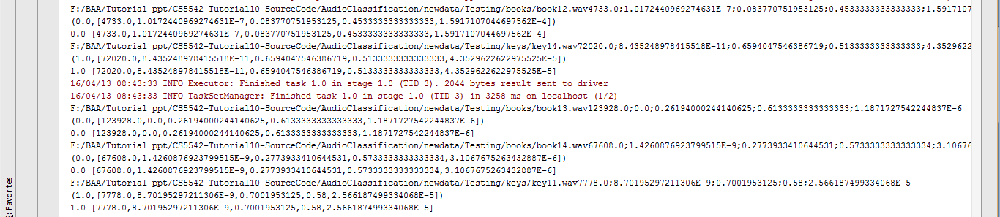 F:/BAA/Tutorial ppt/CS5542-Tutorial10-SourceCode/AudioClassification/newdata/Testing/books/book12.wav4733.0;1.0172440969274631E-7;0.083770751953125;0.4533333333333333;1.5917107
(0.0,[4733.0,1.0172440969274631E-7,0.083770751953125,0.4533333333333333,1.5917107044697562E-4])
0.0 [4733.0,1.0172440969274631E-7,0.083770751953125,0.4533333333333333,1.5917107044697562E-4]
F:/BAA/Tutorial ppt/CS5542-Tutorial10-SourceCode/AudioClassification/newdata/Testing/keys/key14.wav72020.0;8.435248978415518E-11;0.6594047546386719;0.5133333333333333;4.3529622
(1.0,[72020.0,8.435248978415518E-11,0.6594047546386719,0.5133333333333333,4.3529622622975525E-5])
1.0 [72020.0,8.435248978415518E-11,0.6594047546386719,0.5133333333333333,4.3529622622975525E-5]
16/04/13 08:43:33 INFO Executor: Finished task 1.0 in stage 1.0 (TID 3). 2044 bytes result sent to driver
16/04/13 08:43:33 INFO TaskSetManager: Finished task 1.0 in stage 1.0 (TID 3) in 3258 ms on localhost (1/2)
F:/BAA/Tutorial ppt/CS5542-Tutorial10-SourceCode/AudioClassification/newdata/Testing/books/book13.wav123928.0;0.0;0.26194000244140625;0.6133333333333333;1.1871727542244837E-6
(0.0,[123928.0,0.0,0.26194000244140625,0.6133333333333333,1.1871727542244837E-6])
0.0 [123928.0,0.0,0.26194000244140625,0.6133333333333333,1.1871727542244837E-6]
F:/BAA/Tutorial ppt/CS5542-Tutorial10-SourceCode/AudioClassification/newdata/Testing/books/book14.wav67608.0;1.4260876923799515E-9;0.2773933410644531;0.5733333333333334;3.10676
(0.0,[67608.0,1.4260876923799515E-9,0.2773933410644531,0.5733333333333334,3.1067675263432887E-6])
0.0 [67608.0,1.4260876923799515E-9,0.2773933410644531,0.5733333333333334,3.1067675263432887E-6]
F:/BAA/Tutorial ppt/CS5542-Tutorial10-SourceCode/AudioClassification/newdata/Testing/keys/key11.wav7778.0;8.70195297211306E-9;0.7001953125;0.58;2.566187499334068E-5
(1.0,[7778.0,8.70195297211306E-9,0.7001953125,0.58,2.566187499334068E-5])
1.0 [7778.0,8.70195297211306E-9,0.7001953125,0.58,2.566187499334068E-5]
2: Favorites